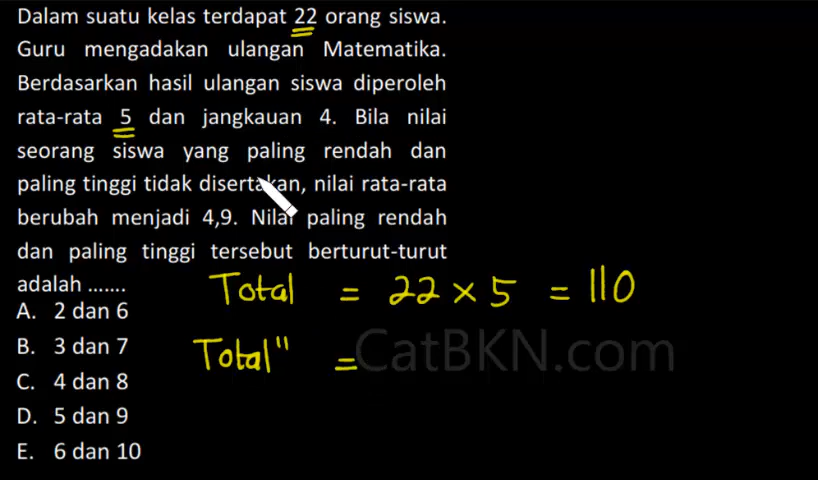 Dalam suatu kelas terdapat 22 orang siswa.
Guru mengadakan ulangan Matematika.
Berdasarkan hasil ulangan siswa diperoleh
rata-rata 5 dan jangkauan 4. Bila nilai
seorang siswa yang paling rendah dan
paling tinggi tidak disertakan, nilai rata-rata
berubah menjadi 4,9. Nilai paling rendah
dan paling tinggi tersebut berturut-turut
adalah .......
Total = 22 × 5 = 110
A. 2 dan 6
B. 3 dan 7
Total" =
CatBKN.com
C. 4 dan 8
D. 5 dan 9
E. 6 dan 10